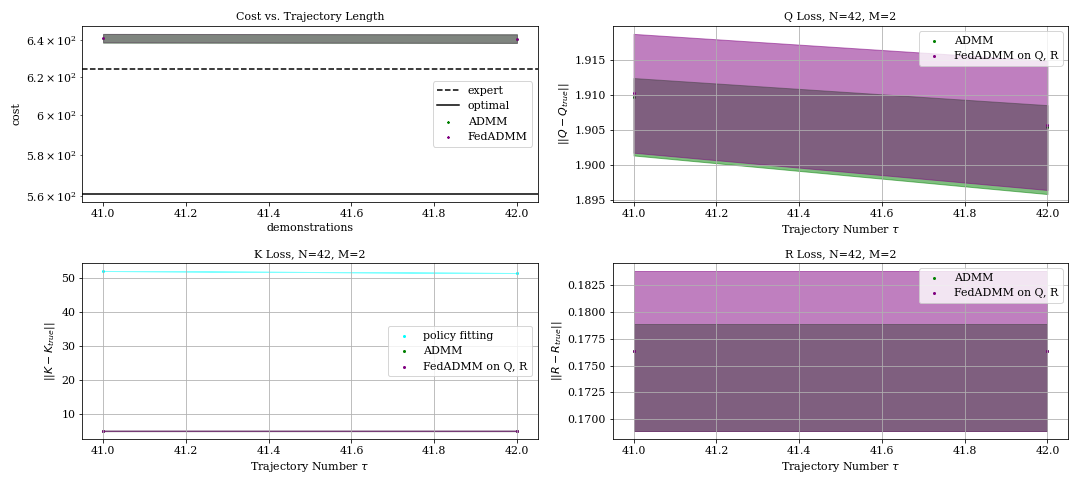 Cost vs. Trajectory Length
6.4 × 10²
6.2 × 10²
6 × 10²
5.8 × 10²
5.6 × 10²
cost
expert
optimal
ADMM
FedADMM
41.0 41.2 41.4 41.6 41.8 42.0
demonstrations
Q Loss, N=42, M=2
1.915
1.910
1.905
1.900
1.895
||Q − Q_true||
ADMM
FedADMM on Q, R
41.0 41.2 41.4 41.6 41.8 42.0
Trajectory Number τ
K Loss, N=42, M=2
50
40
30
20
10
||K − K_true||
policy fitting
ADMM
FedADMM on Q, R
41.0 41.2 41.4 41.6 41.8 42.0
Trajectory Number τ
R Loss, N=42, M=2
0.1825
0.1800
0.1775
0.1750
0.1725
0.1700
||R − R_true||
ADMM
FedADMM on Q, R
41.0 41.2 41.4 41.6 41.8 42.0
Trajectory Number τ